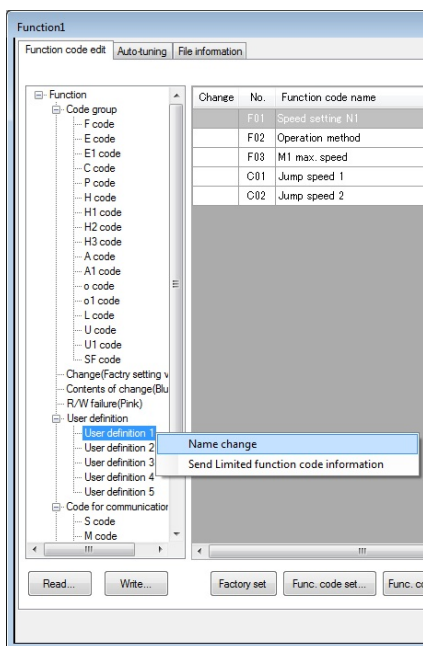 Function1
Function code edit Auto-tuning File information
Function
Code group
F code
E code
E1 code
C code
P code
H code
H1 code
H2 code
H3 code
A code
A1 code
o code
o1 code
L code
U code
U1 code
SF code
Change(Factry setting v
Contents of change(Blu
R/W failure(Pink)
User definition
User definition 1
User definition 2
User definition 3
User definition 4
User definition 5
Code for communication
S code
M code
Change No. Function code name
F01 Speed setting N1
F02 Operation method
F03 M1 max. speed
C01 Jump speed 1
C02 Jump speed 2
Name change
Send Limited function code information
Read... Write... Factory set Func. code set... Func. c